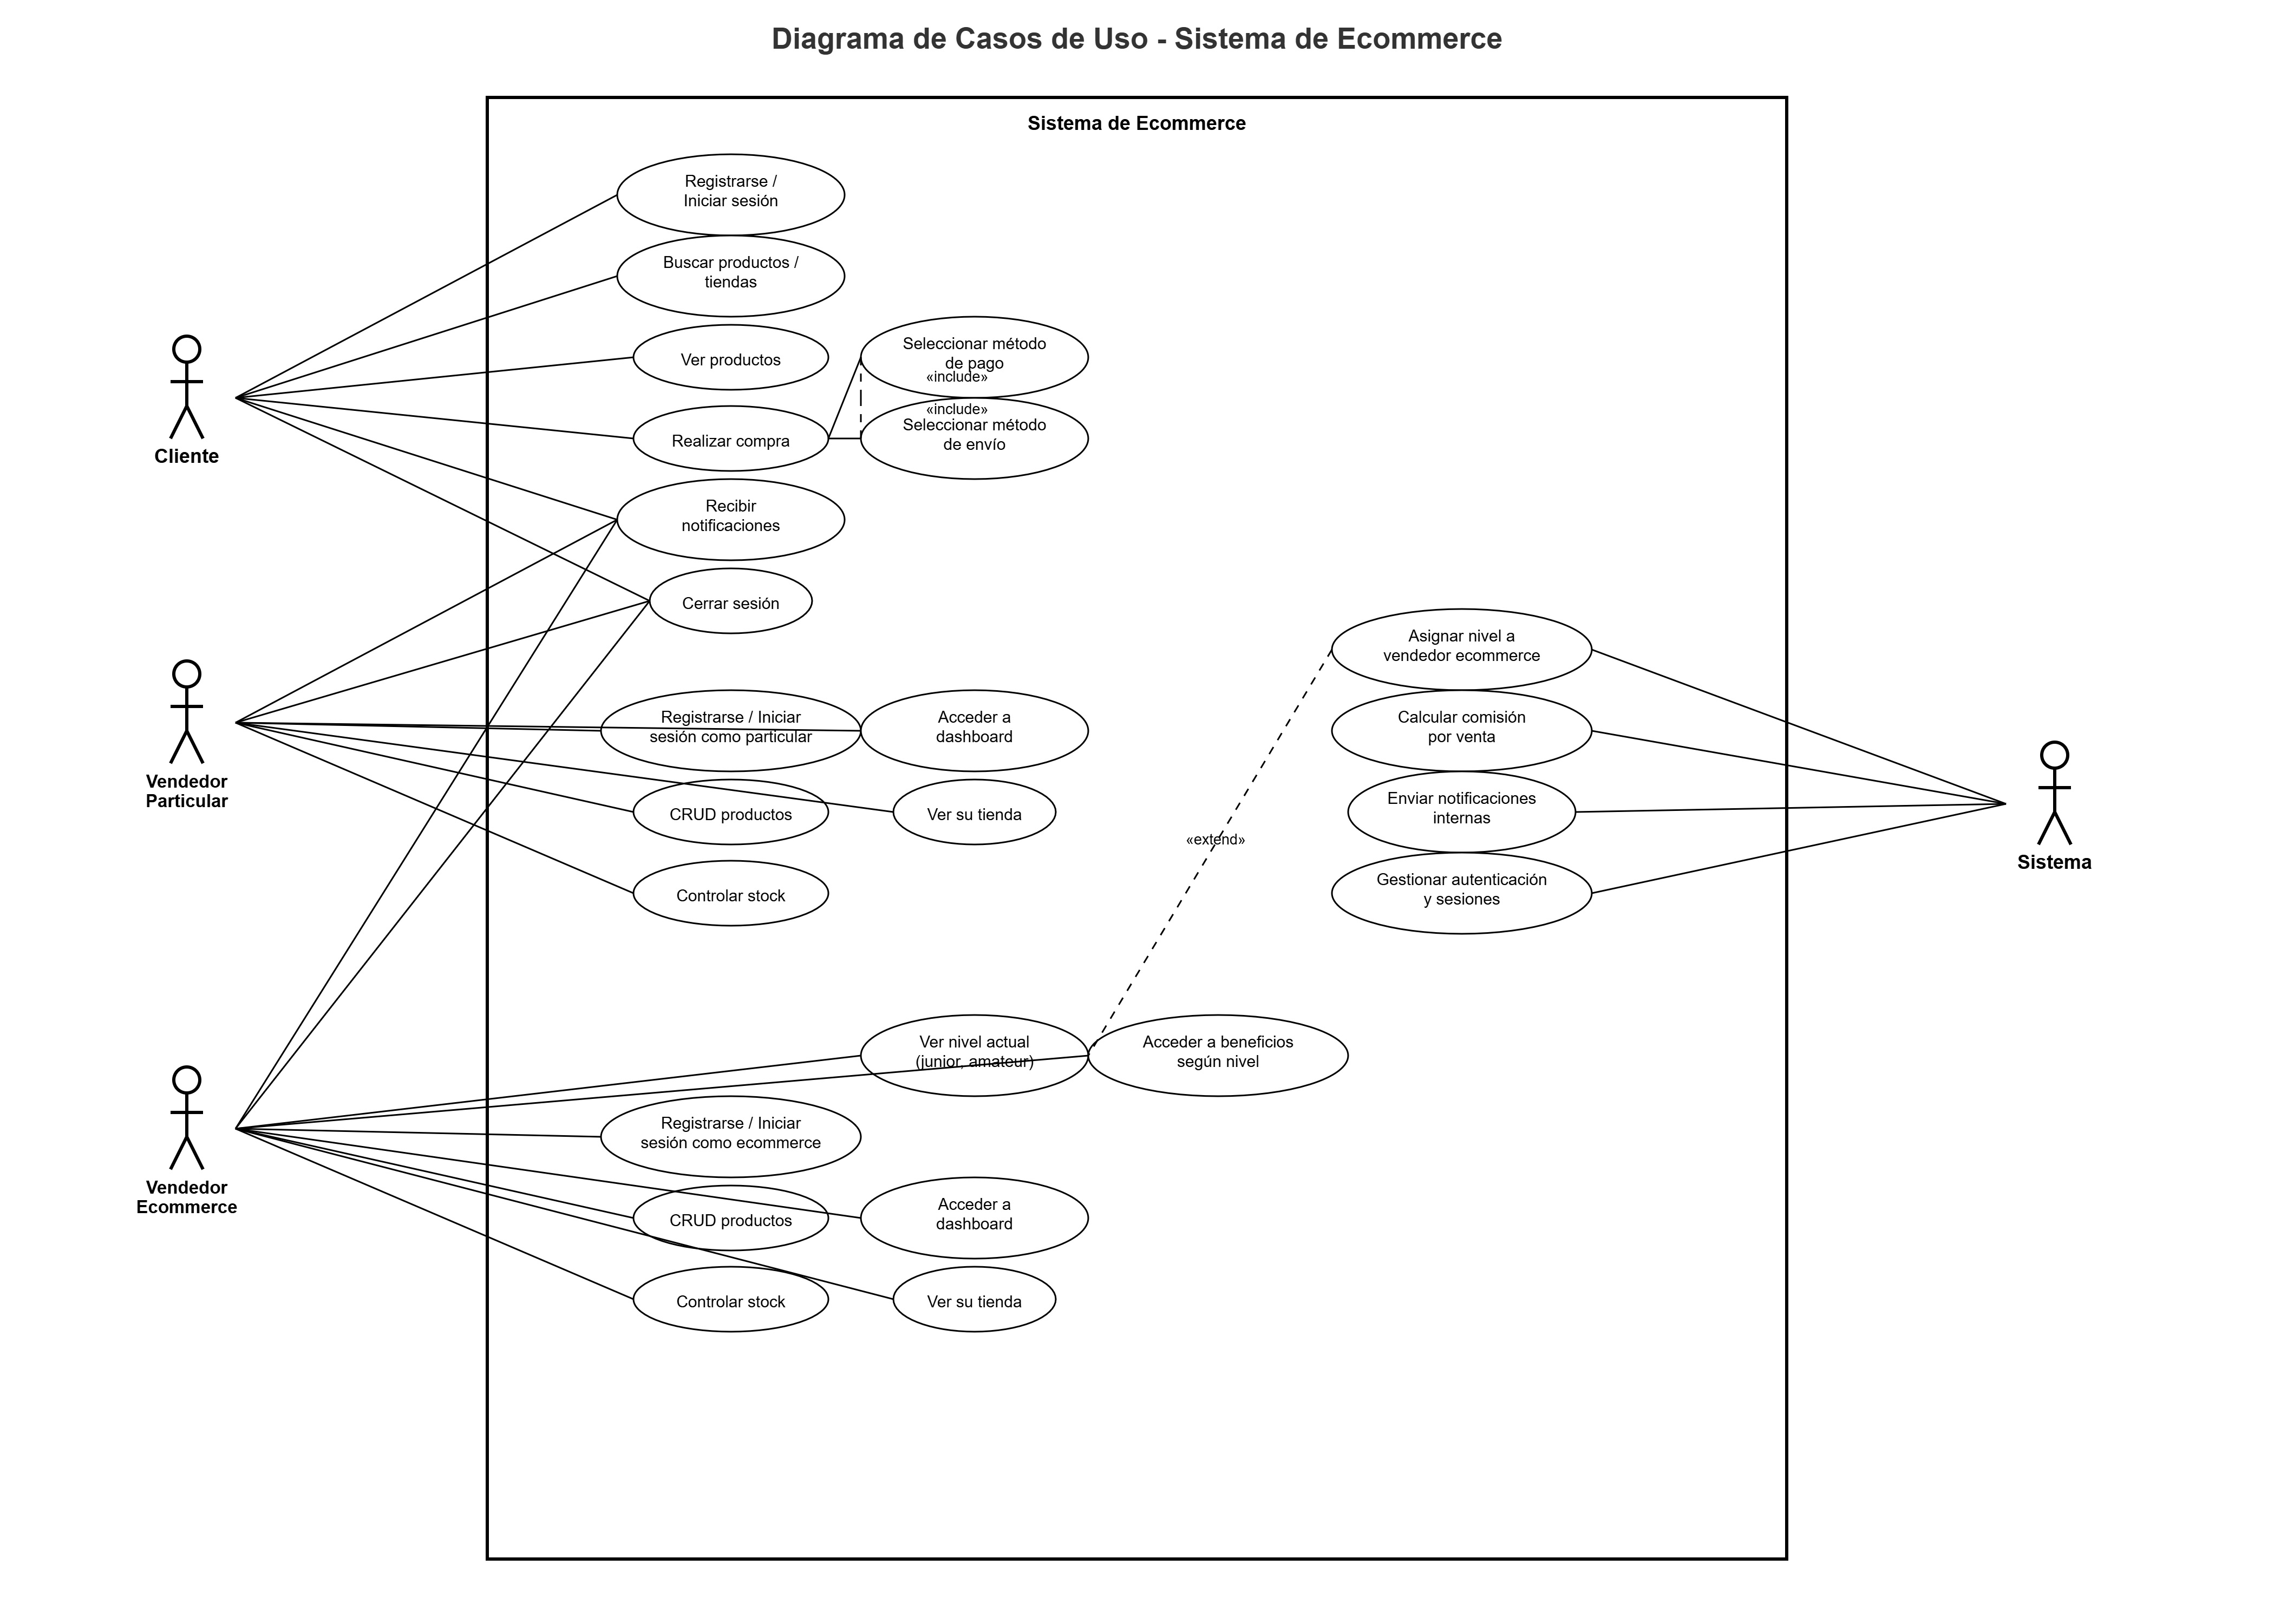 Diagrama de Casos de Uso - Sistema de Ecommerce
Sistema de Ecommerce
Registrarse /
Iniciar sesión
Buscar productos /
tiendas
Ver productos
Seleccionar método
de pago
«include»
«include»
Seleccionar método
de envío
Realizar compra
Cliente
Recibir
notificaciones
Cerrar sesión
Asignar nivel a
vendedor ecommerce
Registrarse / Iniciar
sesión como particular
Acceder a
dashboard
Calcular comisión
por venta
Vendedor
Particular
CRUD productos
Ver su tienda
Enviar notificaciones
internas
«extend»
Sistema
Controlar stock
Gestionar autenticación
y sesiones
Ver nivel actual
(junior, amateur)
Acceder a beneficios
según nivel
Registrarse / Iniciar
sesión como ecommerce
Vendedor
Ecommerce
CRUD productos
Acceder a
dashboard
Controlar stock
Ver su tienda